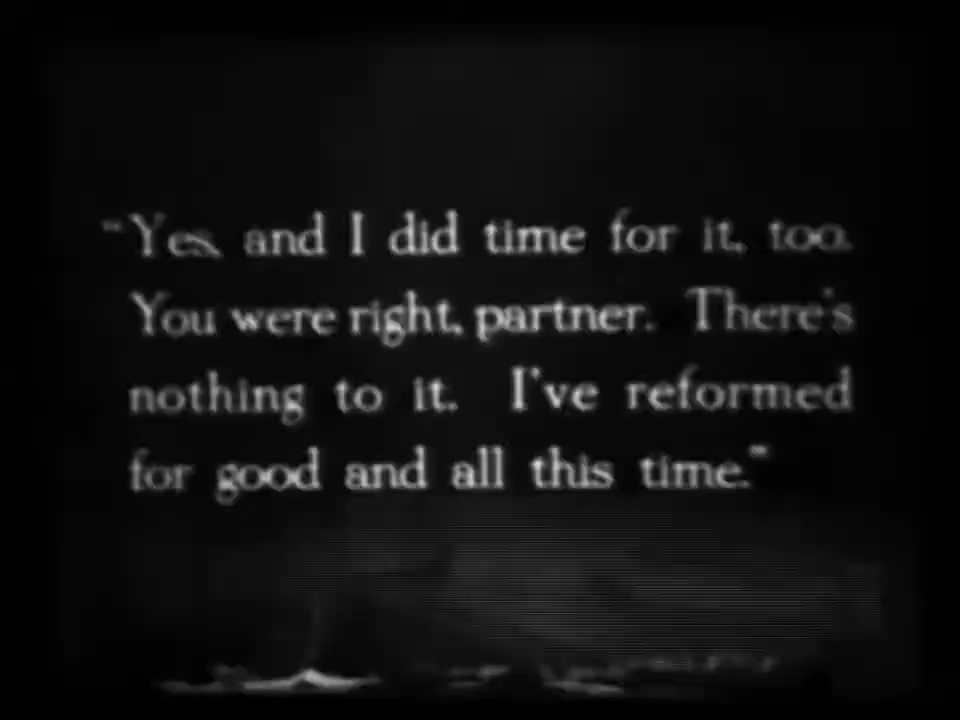 "Yes, and I did time for it, too.
You were right, partner. There's
nothing to it. I've reformed
for good and all this time."